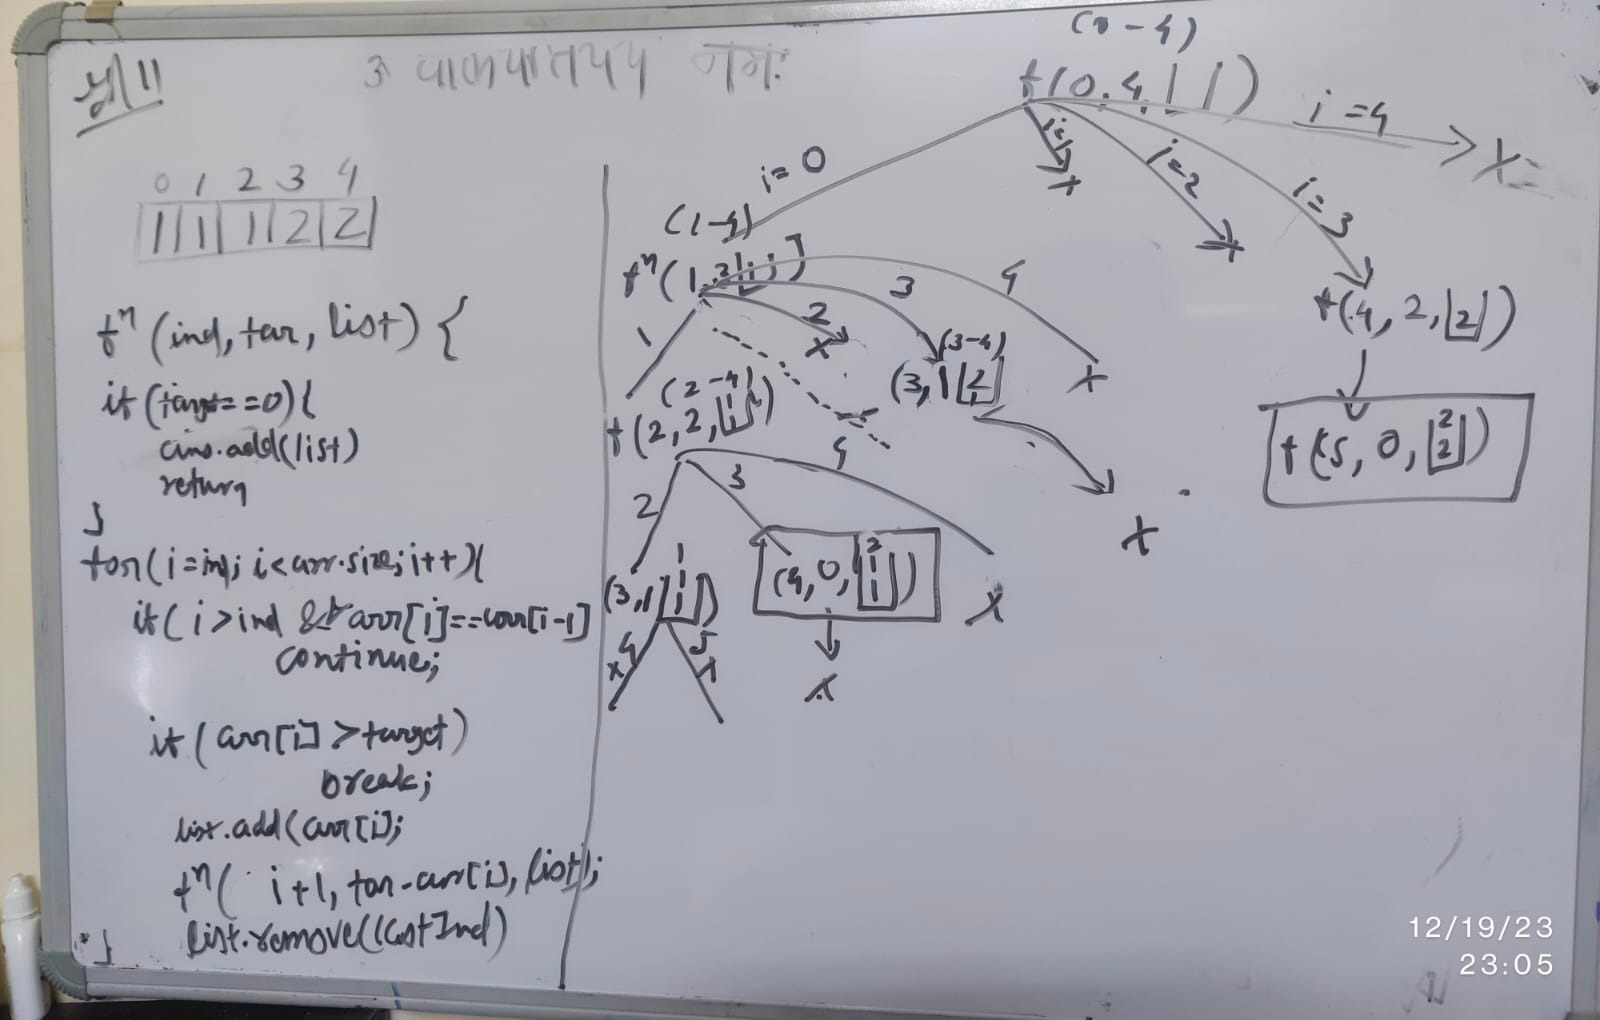 श्री ॥
0 1 2 3 4
1 1 1 2 2
fⁿ (ind, tar, list) {
if (target==0){
ans.add(list)
return
}
for(i=ind; i<arr.size; i++){
if( i>ind && arr[i]==arr[i-1]
continue;
if (arr[i] >target)
break;
list.add(arr[i];
fⁿ( i+1, tar-arr[i], list);
list.remove(lastInd)
}
(0-4)
f(0,4,| |)
i=0
i=1
i=2
i=3
i=4
X
X
X
(1-4)
fⁿ(1,3
1
2
3
4
X
X
(2-4)
f(2,2,
(3-4)
(3,1 2 1
X
f(4,2,|2|)
f(5,0,|2 2|)
2
3
4
(3,1 1 1 1)
(4,0, 2 1 1)
X
4
5
X
X
X
12/19/23
23:05